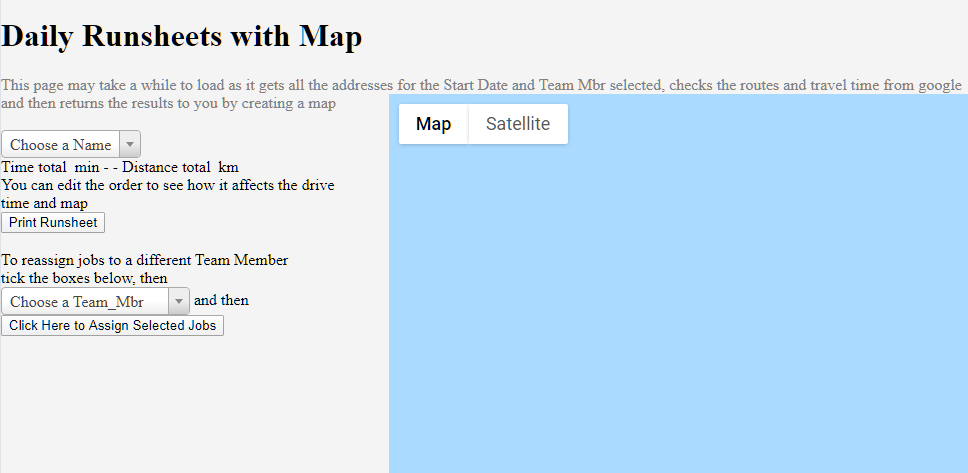 Daily Runsheets with Map
This page may take a while to load as it gets all the addresses for the Start Date and Team Mbr selected, checks the routes and travel time from google
and then returns the results to you by creating a map
Map Satellite
Choose a Name
Time total min - - Distance total km
You can edit the order to see how it affects the drive
time and map
Print Runsheet
To reassign jobs to a different Team Member
tick the boxes below, then
Choose a Team_Mbr and then
Click Here to Assign Selected Jobs